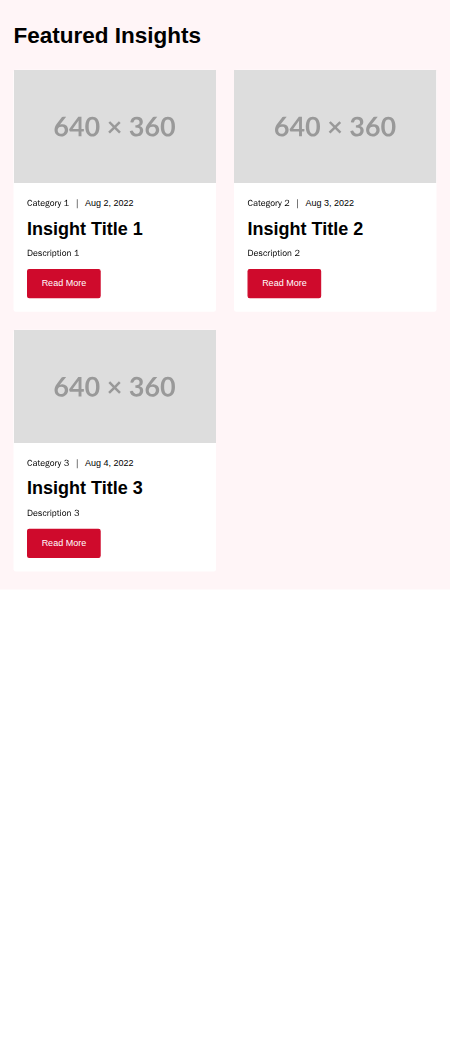 Featured Insights
640 × 360
Category 1 | Aug 2, 2022
Insight Title 1
Description 1
Read More
640 × 360
Category 2 | Aug 3, 2022
Insight Title 2
Description 2
Read More
640 × 360
Category 3 | Aug 4, 2022
Insight Title 3
Description 3
Read More